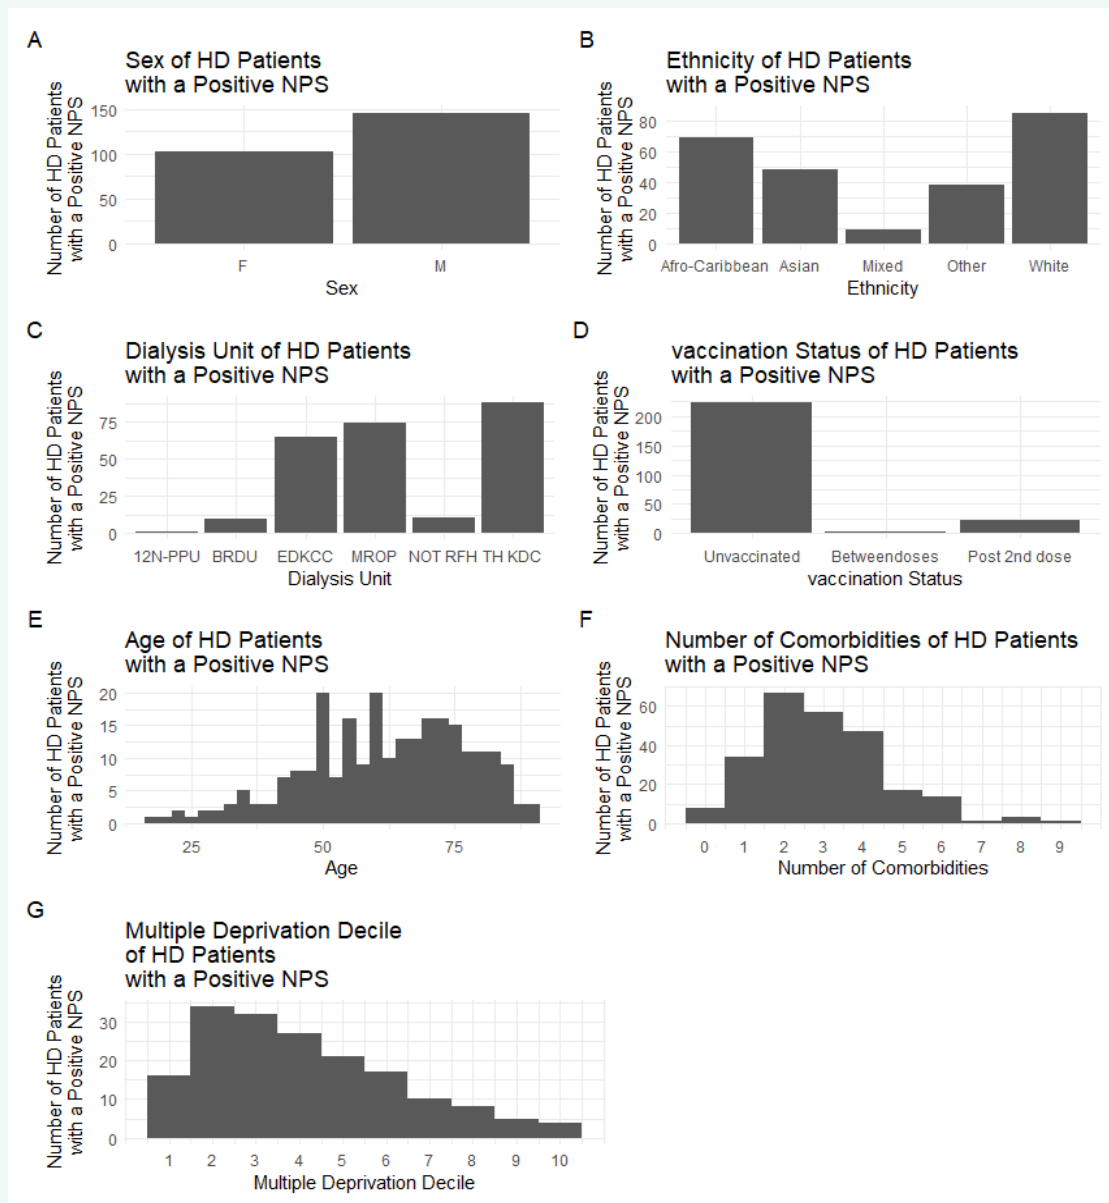 A
Sex of HD Patients
with a Positive NPS
Number of HD Patients
with a Positive NPS
150
100
50
0
F M
Sex
B
Ethnicity of HD Patients
with a Positive NPS
Number of HD Patients
with a Positive NPS
80
60
40
20
0
Afro-Caribbean Asian Mixed Other White
Ethnicity
C
Dialysis Unit of HD Patients
with a Positive NPS
Number of HD Patients
with a Positive NPS
75
50
25
0
12N-PPU BRDU EDKCC MROP NOT RFH TH KDC
Dialysis Unit
D
vaccination Status of HD Patients
with a Positive NPS
Number of HD Patients
with a Positive NPS
200
150
100
50
0
Unvaccinated Betweendoses Post 2nd dose
vaccination Status
E
Age of HD Patients
with a Positive NPS
Number of HD Patients
with a Positive NPS
20
15
10
5
0
25 50 75
Age
F
Number of Comorbidities of HD Patients
with a Positive NPS
Number of HD Patients
with a Positive NPS
60
40
20
0
0 1 2 3 4 5 6 7 8 9
Number of Comorbidities
G
Multiple Deprivation Decile
of HD Patients
with a Positive NPS
Number of HD Patients
with a Positive NPS
30
20
10
0
1 2 3 4 5 6 7 8 9 10
Multiple Deprivation Decile